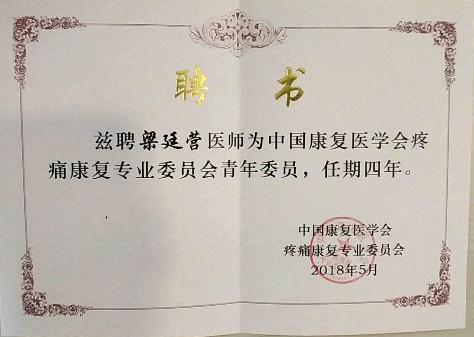 聘 书
兹聘梁廷营医师为中国康复医学会疼
痛康复专业委员会青年委员，任期四年。
中国康复医学会
疼痛康复专业委员会
2018年5月